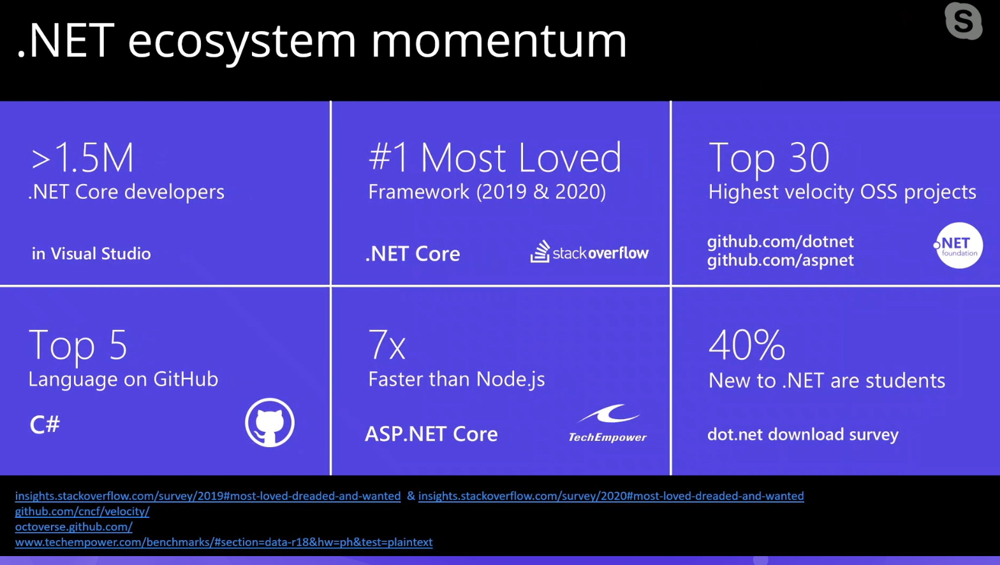 .NET ecosystem momentum
S
>1.5M
.NET Core developers
in Visual Studio
#1 Most Loved
Framework (2019 & 2020)
.NET Core
stackoverflow
Top 30
Highest velocity OSS projects
github.com/dotnet
github.com/aspnet
.NET
foundation
Top 5
Language on GitHub
C#
7x
Faster than Node.js
ASP.NET Core
TechEmpower
40%
New to .NET are students
dot.net download survey
insights.stackoverflow.com/survey/2019#most-loved-dreaded-and-wanted & insights.stackoverflow.com/survey/2020#most-loved-dreaded-and-wanted
github.com/cncf/velocity/
octoverse.github.com/
www.techempower.com/benchmarks/#section=data-r18&hw=ph&test=plaintext